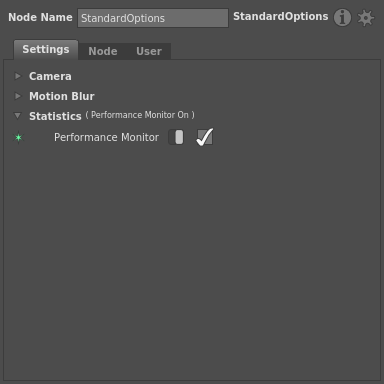 Node Name StandardOptions StandardOptions
Settings Node User
Camera
Motion Blur
Statistics ( Performance Monitor On )
Performance Monitor